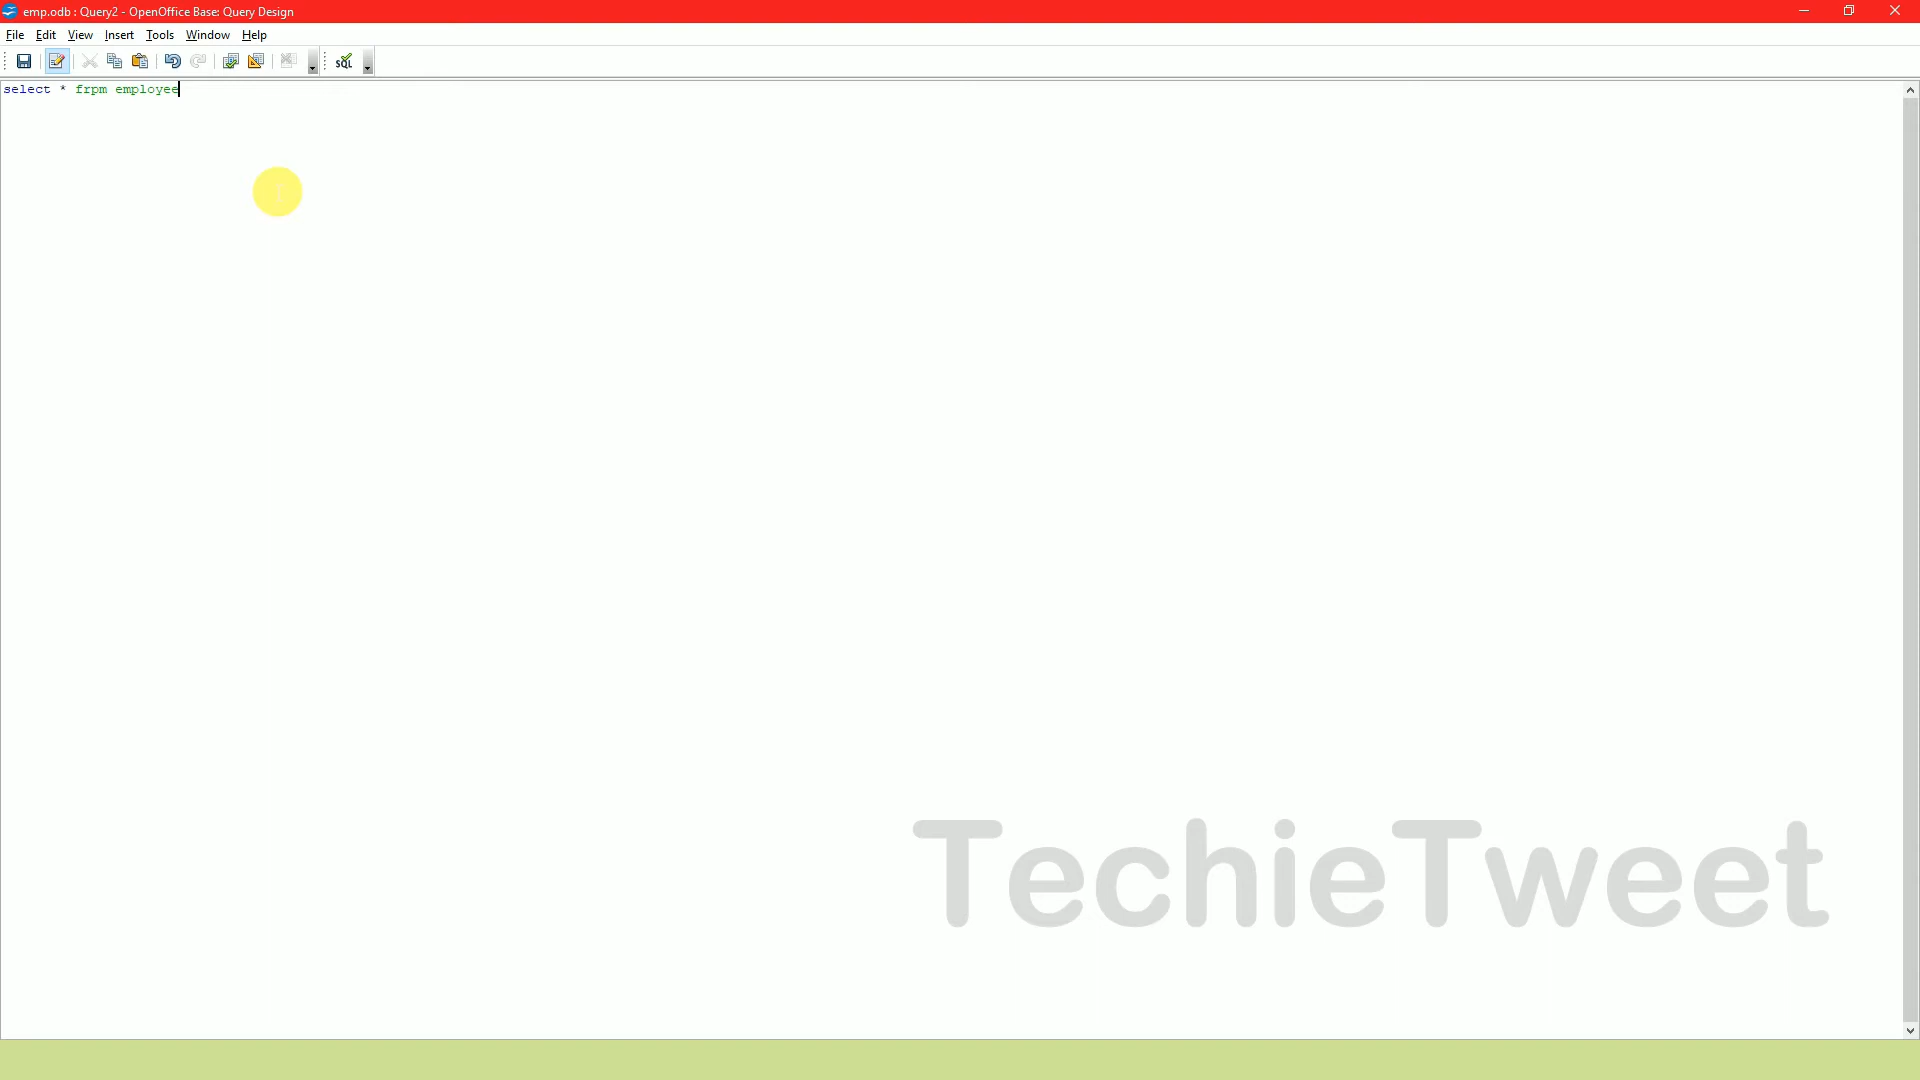 emp.odb : Query2 - OpenOffice Base: Query Design
File Edit View Insert Tools Window Help
SQL
select * frpm employee
TechieTweet